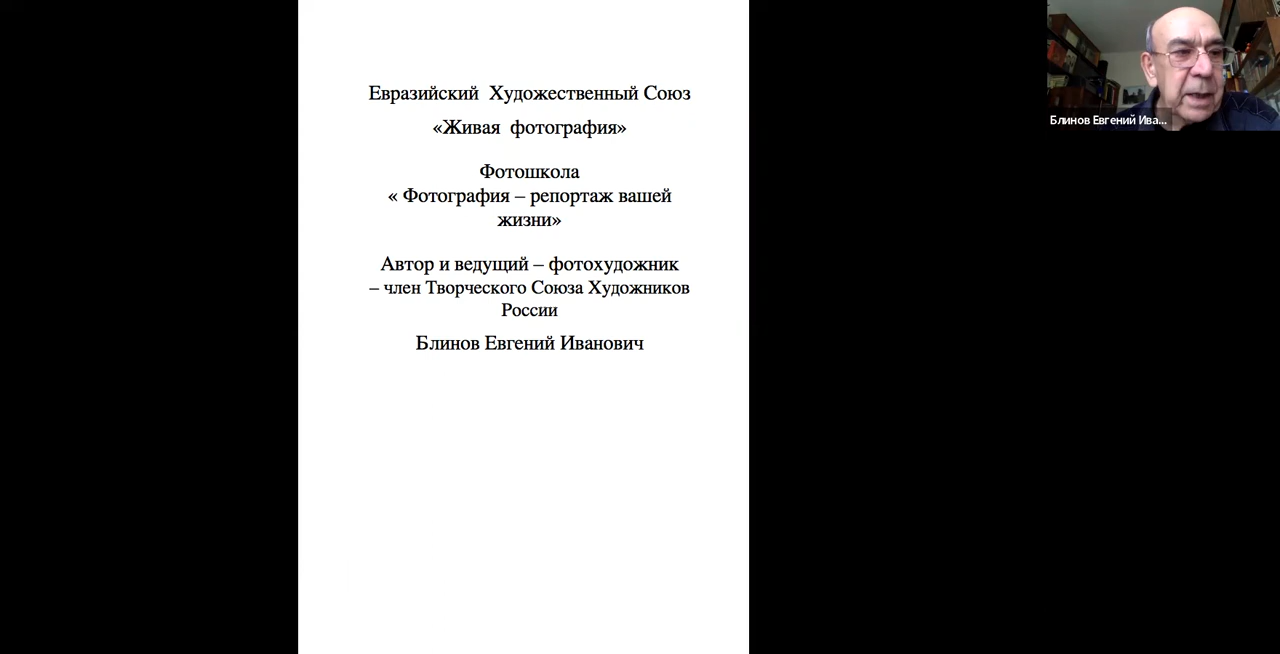 Евразийский Художественный Союз
«Живая фотография»
Фотошкола
« Фотография – репортаж вашей
жизни»
Автор и ведущий – фотохудожник
– член Творческого Союза Художников
России
Блинов Евгений Иванович
Блинов Евгений Ива...